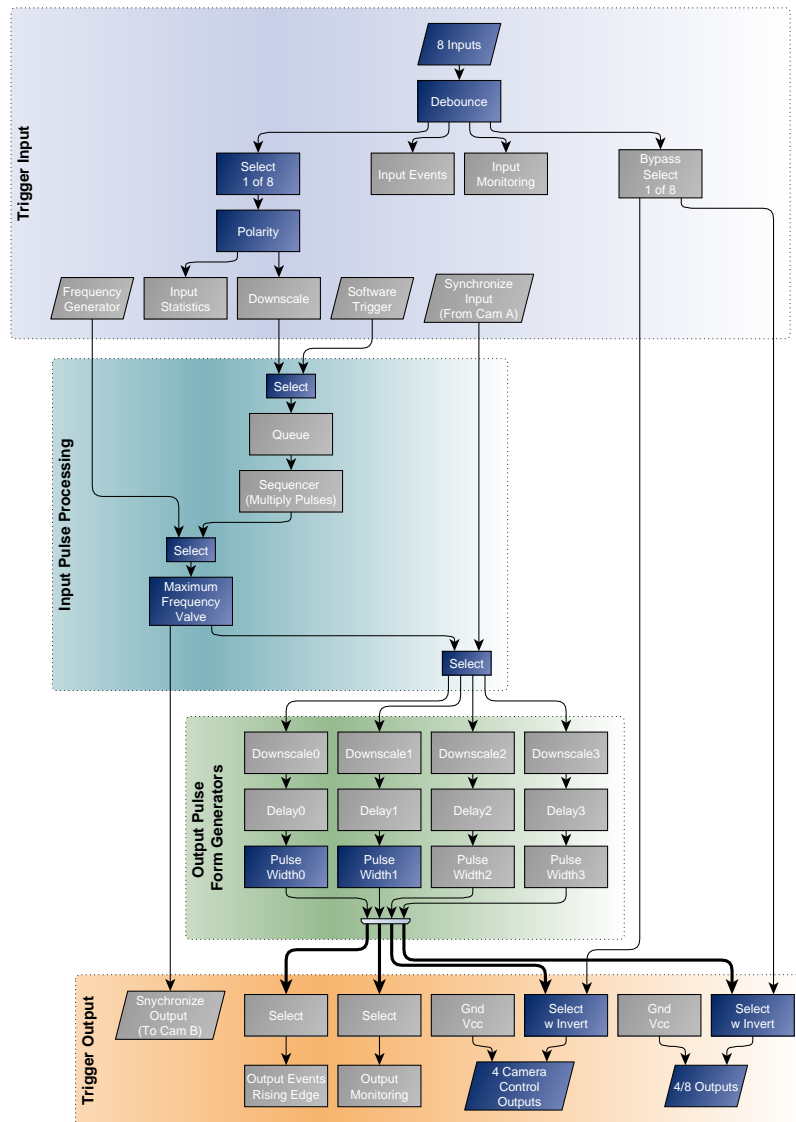 Trigger Input
8 Inputs
Debounce
Select
1 of 8
Input Events
Input
Monitoring
Bypass
Select
1 of 8
Polarity
Frequency
Generator
Input
Statistics
Downscale
Software
Trigger
Synchronize
Input
(From Cam A)
Input Pulse Processing
Select
Queue
Sequencer
(Multiply Pulses)
Select
Maximum
Frequency
Valve
Select
Output Pulse
Form Generators
Downscale0
Downscale1
Downscale2
Downscale3
Delay0
Delay1
Delay2
Delay3
Pulse
Width0
Pulse
Width1
Pulse
Width2
Pulse
Width3
Trigger Output
Snychronize
Output
(To Cam B)
Select
Select
Gnd
Vcc
Select
w Invert
Gnd
Vcc
Select
w Invert
Output Events
Rising Edge
Output
Monitoring
4 Camera
Control
Outputs
4/8 Outputs